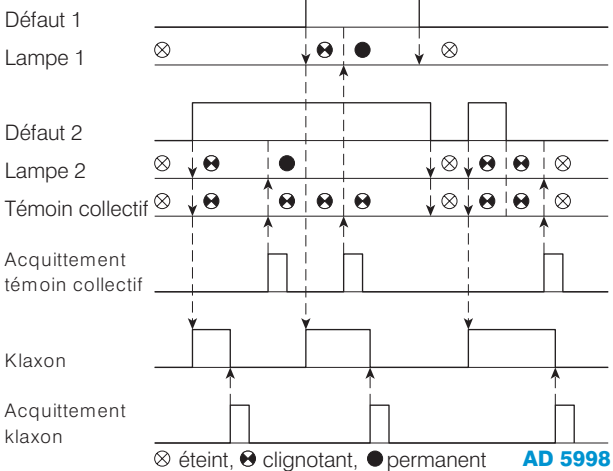 Défaut 1
Lampe 1
Défaut 2
Lampe 2
Témoin collectif
Acquittement
témoin collectif
Klaxon
Acquittement
klaxon
éteint, clignotant, permanent AD 5998